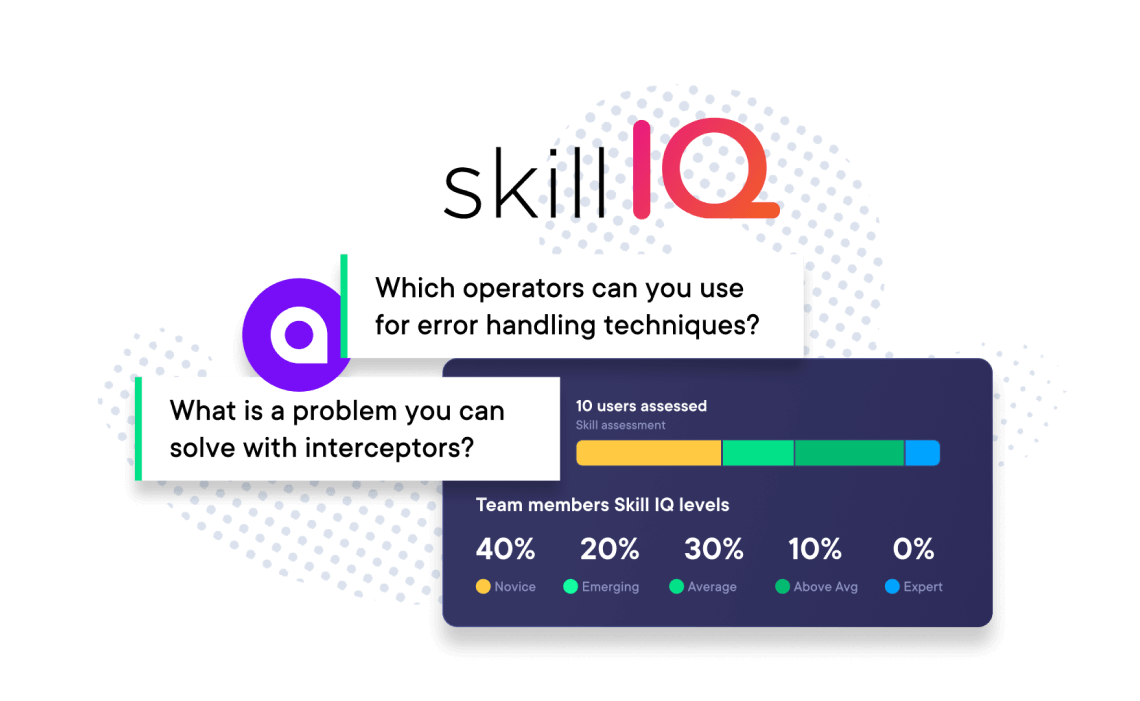 skill IQ
Which operators can you use
for error handling techniques?
What is a problem you can
solve with interceptors?
10 users assessed
Skill assessment
Team members Skill IQ levels
40% 20% 30% 10% 0%
Novice Emerging Average Above Avg Expert